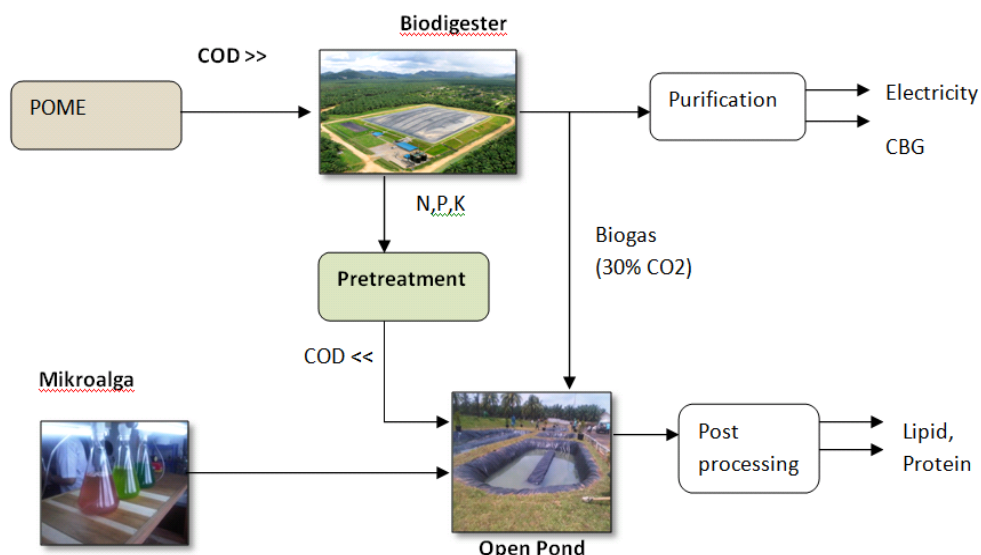 Biodigester
COD >>
POME
Purification
Electricity
CBG
N,P,K
Biogas
(30% CO2)
Pretreatment
COD <<
Mikroalga
Post
processing
Lipid,
Protein
Open Pond